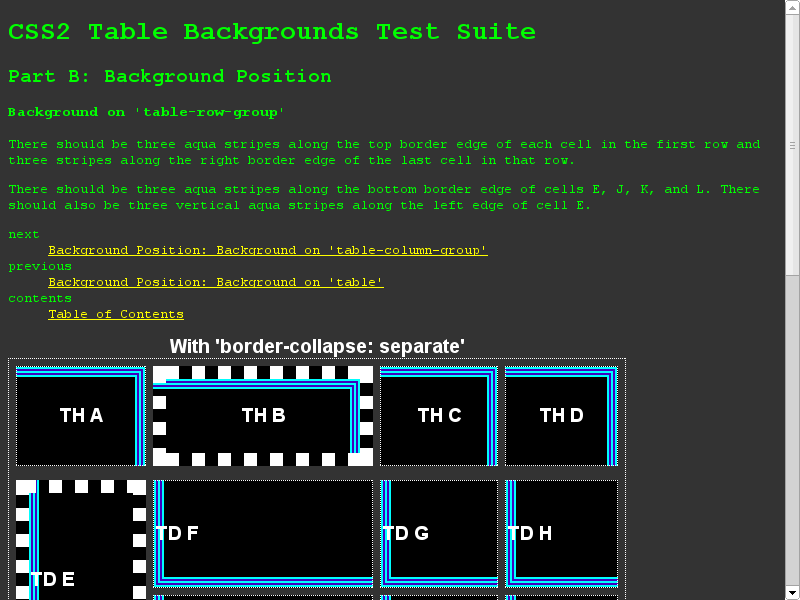 CSS2 Table Backgrounds Test Suite
Part B: Background Position
Background on 'table-row-group'
There should be three aqua stripes along the top border edge of each cell in the first row and
three stripes along the right border edge of the last cell in that row.
There should be three aqua stripes along the bottom border edge of cells E, J, K, and L. There
should also be three vertical aqua stripes along the left edge of cell E.
next
Background Position: Background on 'table-column-group'
previous
Background Position: Background on 'table'
contents
Table of Contents
With 'border-collapse: separate'
TH A TH B TH C TH D
TD F TD G TD H
TD E